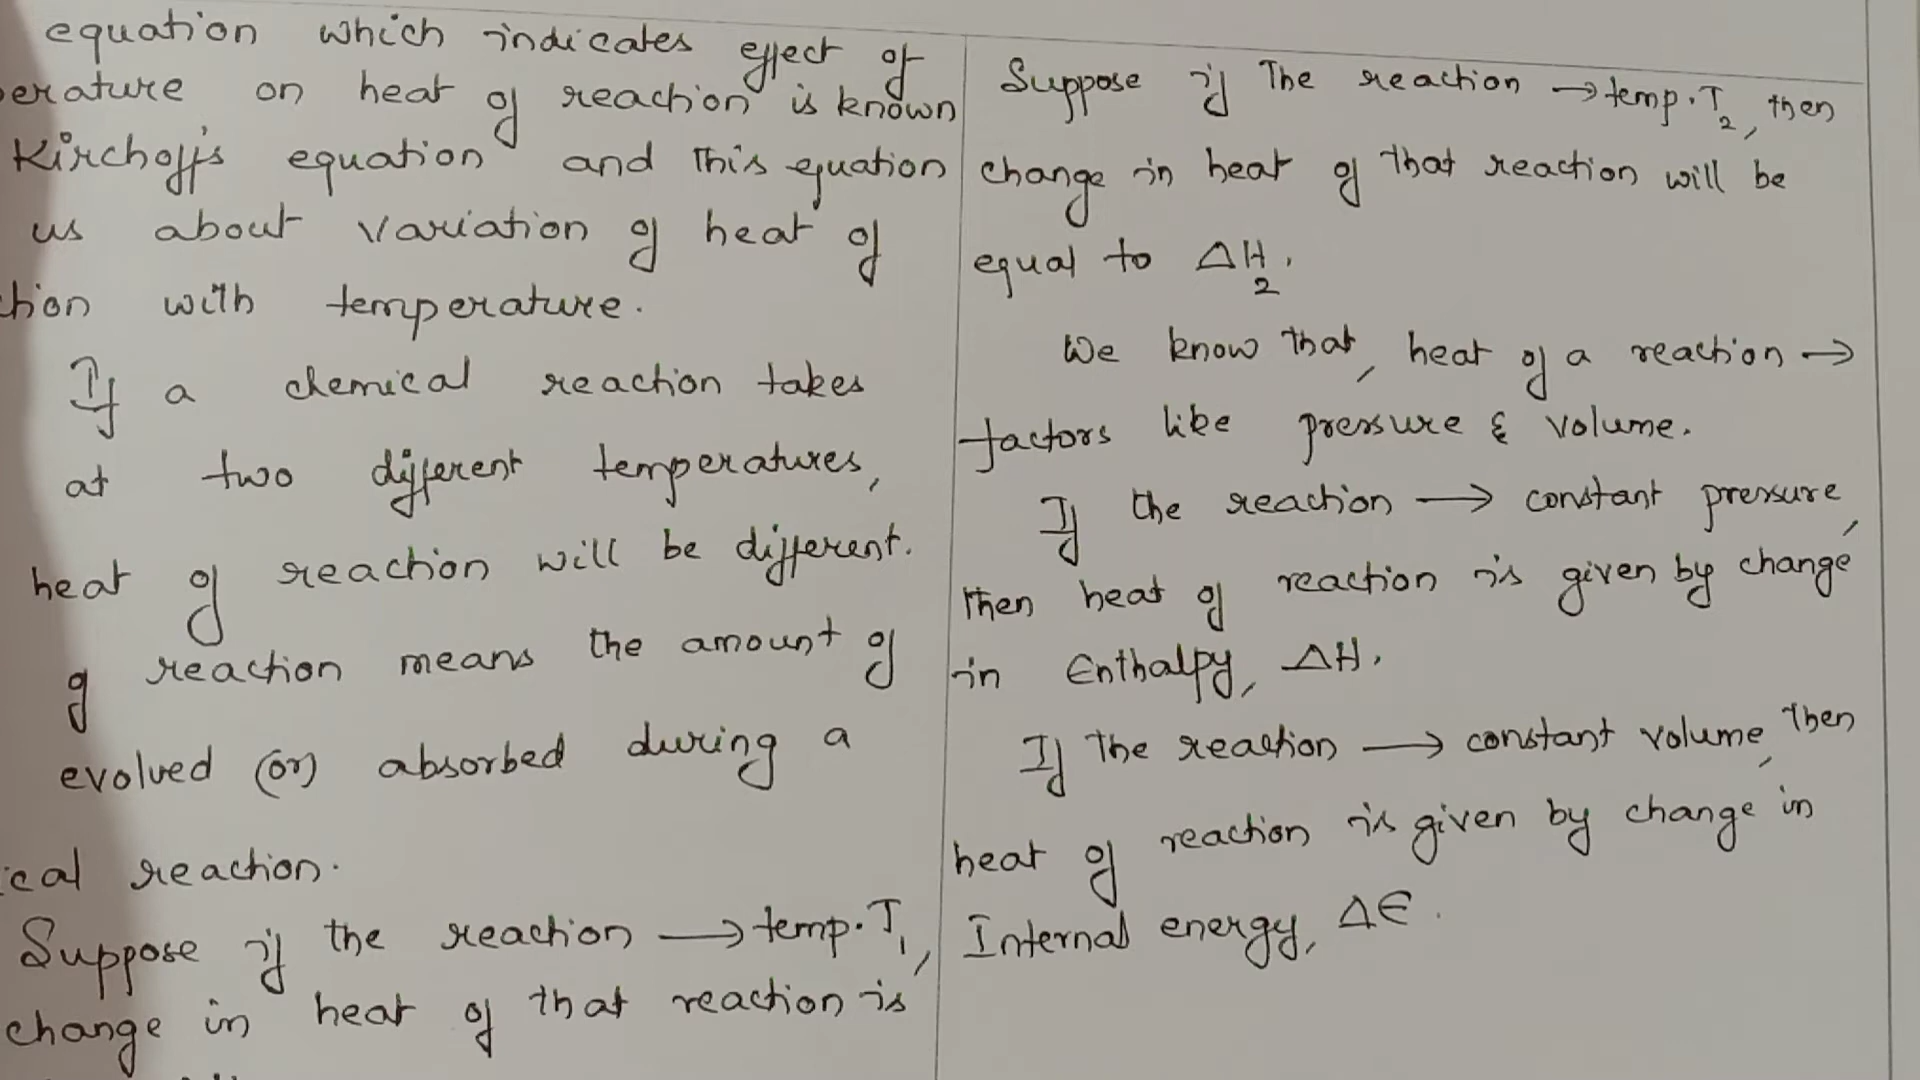 equation which indicates effect of
erature on heat of reaction is known
Kirchoff's equation and this equation
us about variation of heat of
tion with temperature.
If a chemical reaction takes
at two different temperatures,
heat of reaction will be different.
of reaction means the amount of
evolved (or) absorbed during a
ical reaction.
Suppose if the reaction → temp. T₁,
change in heat of that reaction is
Suppose if The reaction → temp. T₂, then
change in heat of that reaction will be
equal to ΔH₂.
We know that, heat of a reaction →
factors like pressure & volume.
If the reaction → constant pressure,
then heat of reaction is given by change
in Enthalpy, ΔH.
If the reaction → constant volume, then
heat of reaction is given by change in
Internal energy, ΔE.